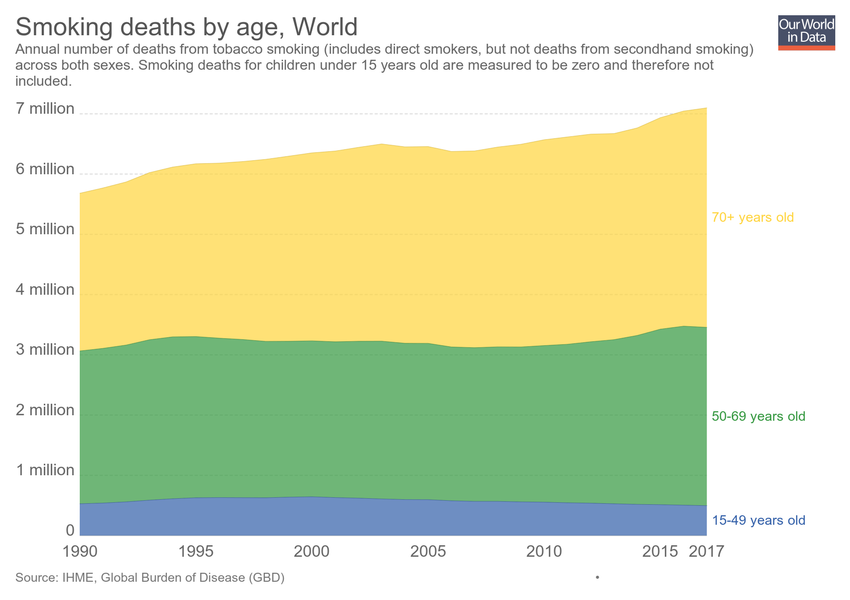 Smoking deaths by age, World
Our World
in Data
Annual number of deaths from tobacco smoking (includes direct smokers, but not deaths from secondhand smoking)
across both sexes. Smoking deaths for children under 15 years old are measured to be zero and therefore not
included.
7 million
6 million
5 million
4 million
3 million
2 million
1 million
0
70+ years old
50-69 years old
15-49 years old
1990
1995
2000
2005
2010
2015
2017
Source: IHME, Global Burden of Disease (GBD)